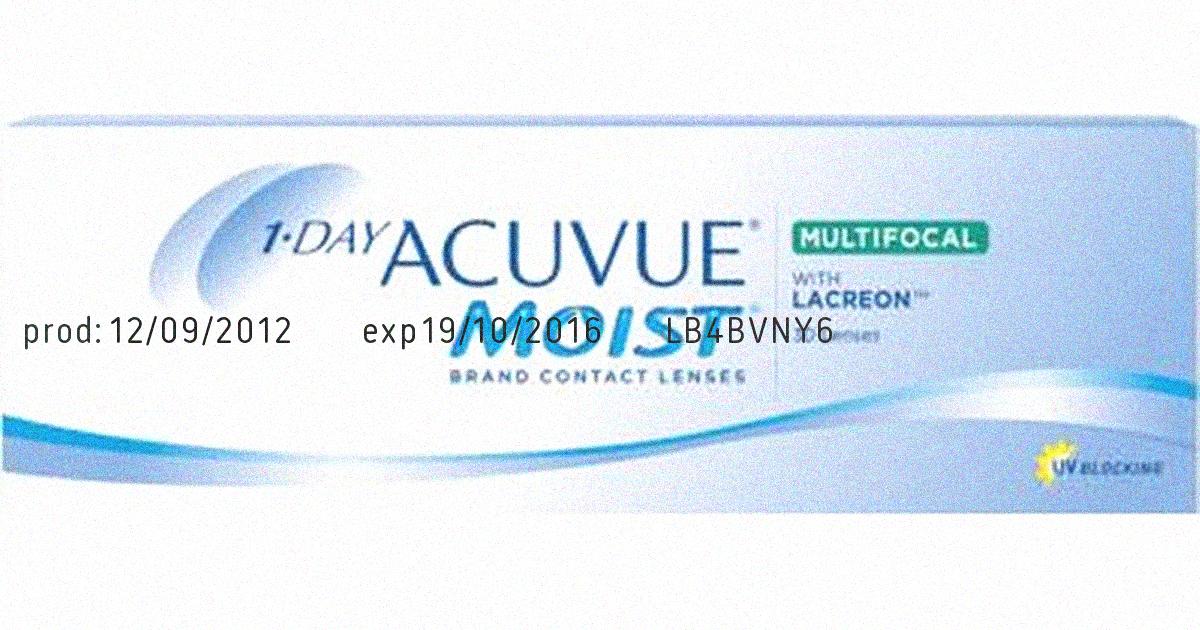 1·DAY ACUVUE®
MOIST®
BRAND CONTACT LENSES
MULTIFOCAL
WITH
LACREON™
lenses
prod: 12/09/2012 exp19/10/2016 LB4BVNY6
UV BLOCKING